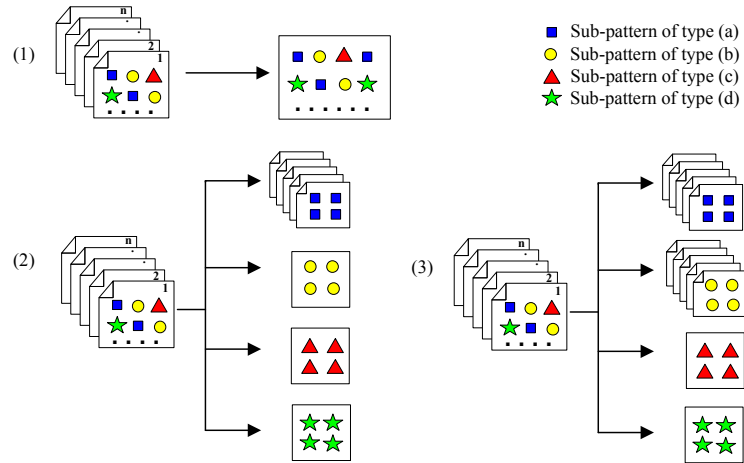 (1)
n
2
1
Sub-pattern of type (a)
Sub-pattern of type (b)
Sub-pattern of type (c)
Sub-pattern of type (d)
(2)
n
2
1
(3)
n
2
1